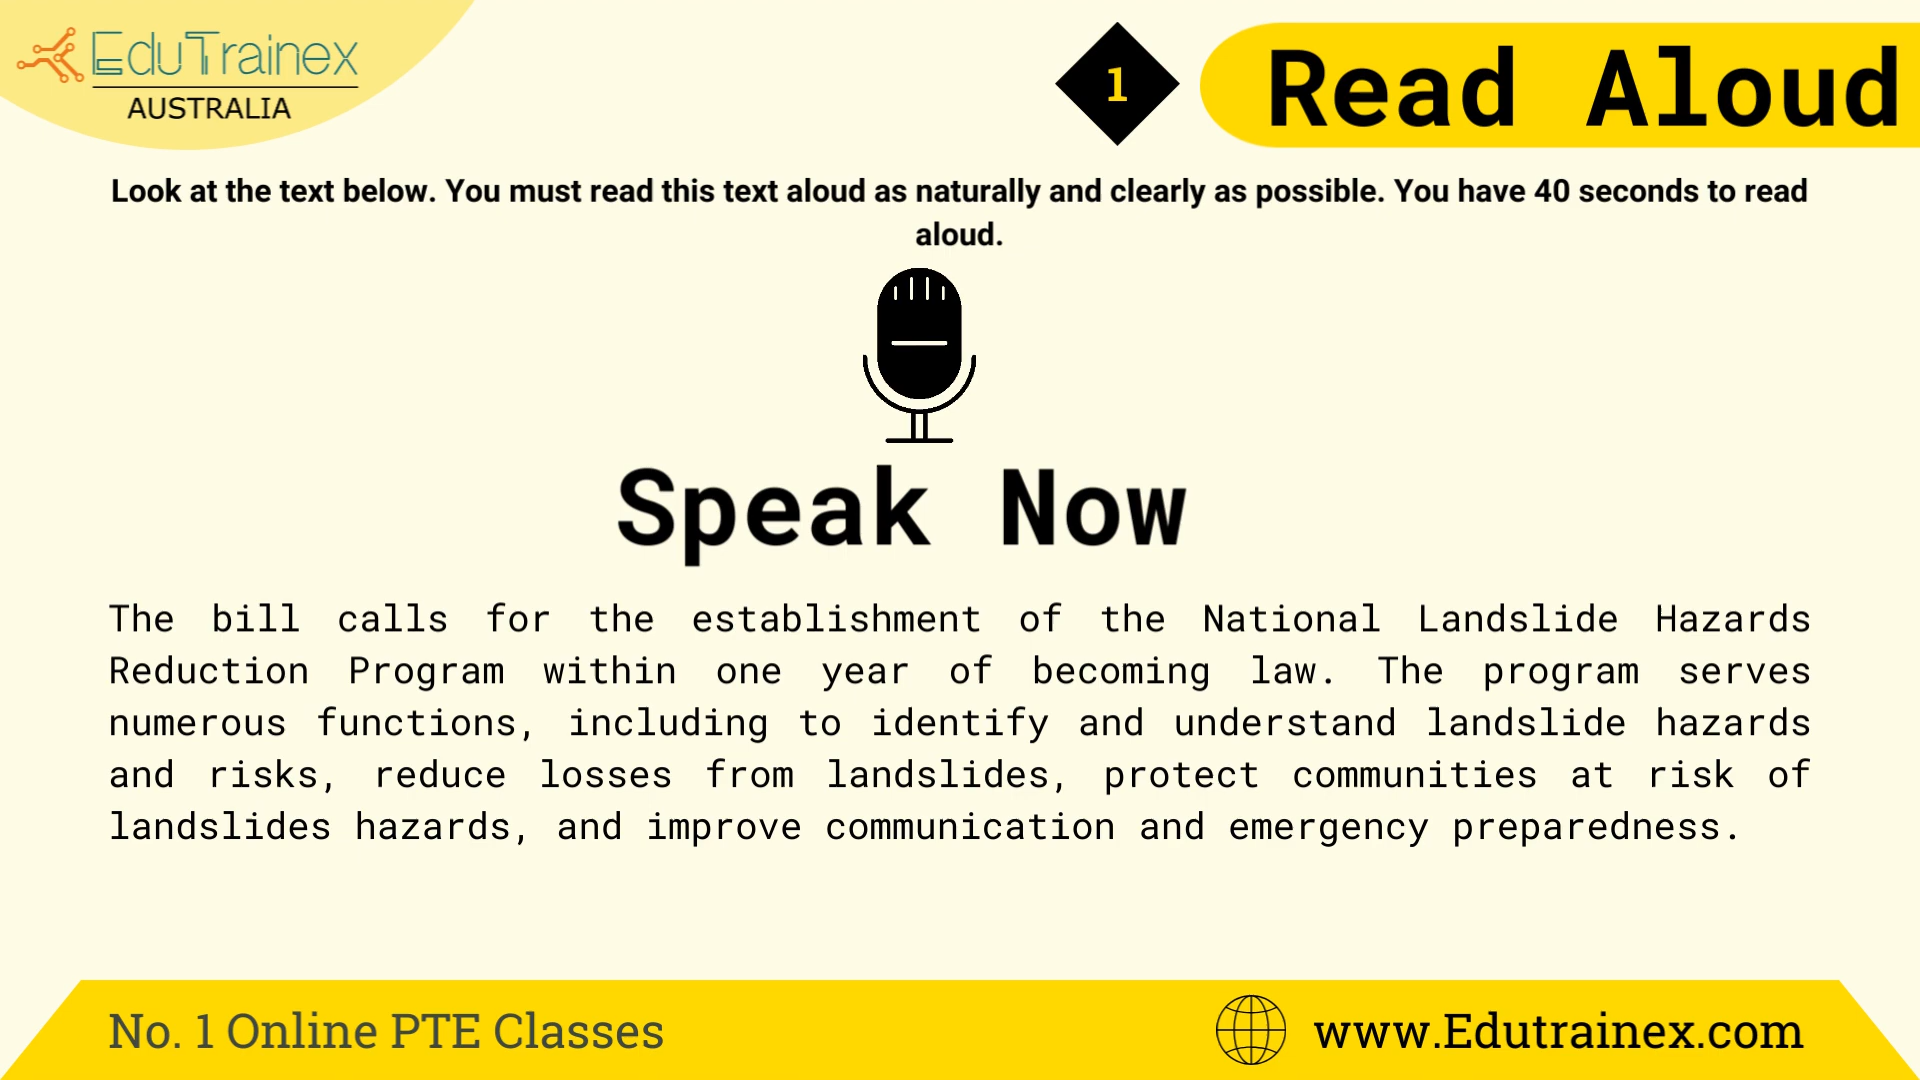 EduTrainex
AUSTRALIA
1
Read Aloud
Look at the text below. You must read this text aloud as naturally and clearly as possible. You have 40 seconds to read
aloud.
Speak Now
The bill calls for the establishment of the National Landslide Hazards
Reduction Program within one year of becoming law. The program serves
numerous functions, including to identify and understand landslide hazards
and risks, reduce losses from landslides, protect communities at risk of
landslides hazards, and improve communication and emergency preparedness.
No. 1 Online PTE Classes
www.Edutrainex.com